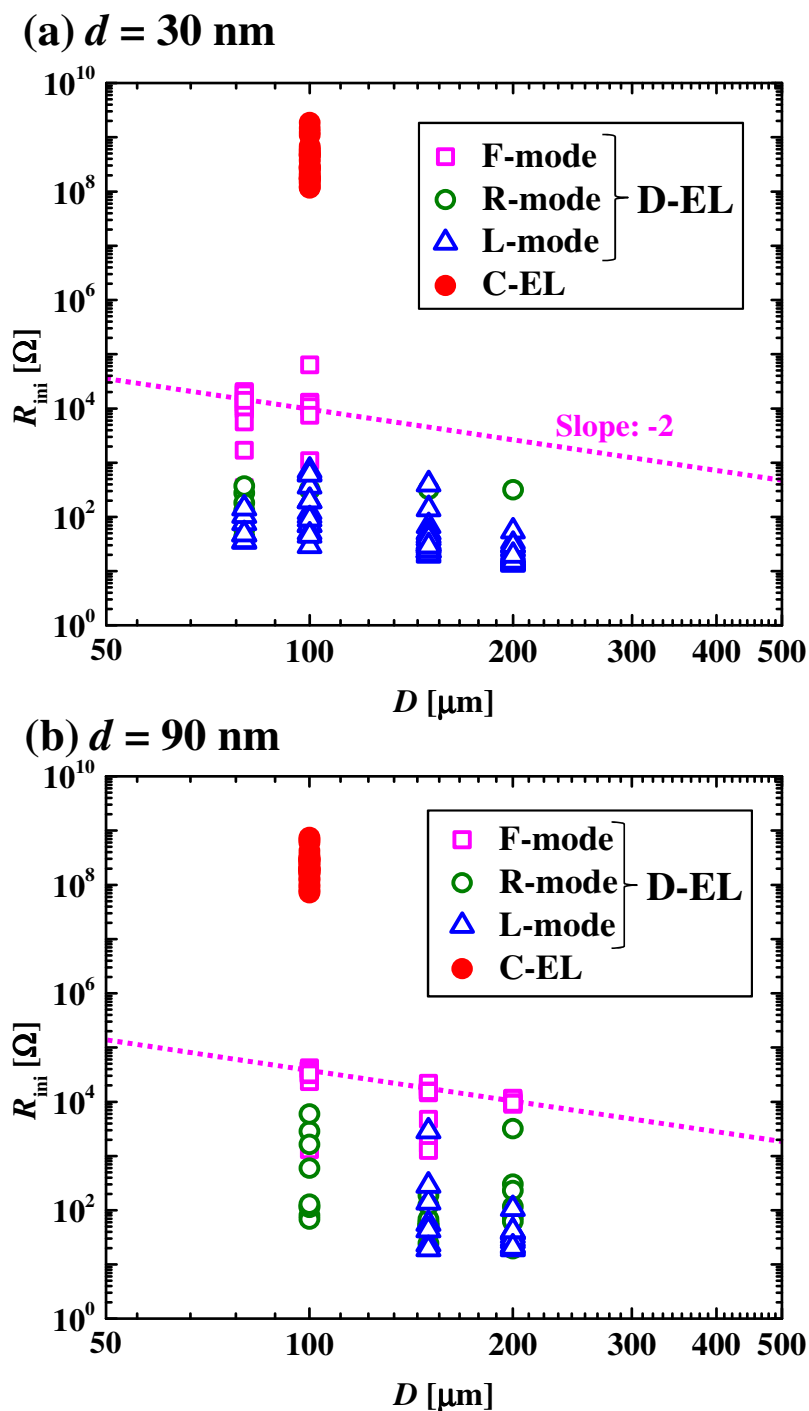 (a) d = 30 nm
10^10
10^8
10^6
10^4
10^2
10^0
R_ini [Ω]
F-mode
R-mode
L-mode
D-EL
C-EL
Slope: -2
50 100 200 300 400 500
D [μm]
(b) d = 90 nm
10^10
10^8
10^6
10^4
10^2
10^0
R_ini [Ω]
F-mode
R-mode
L-mode
D-EL
C-EL
50 100 200 300 400 500
D [μm]